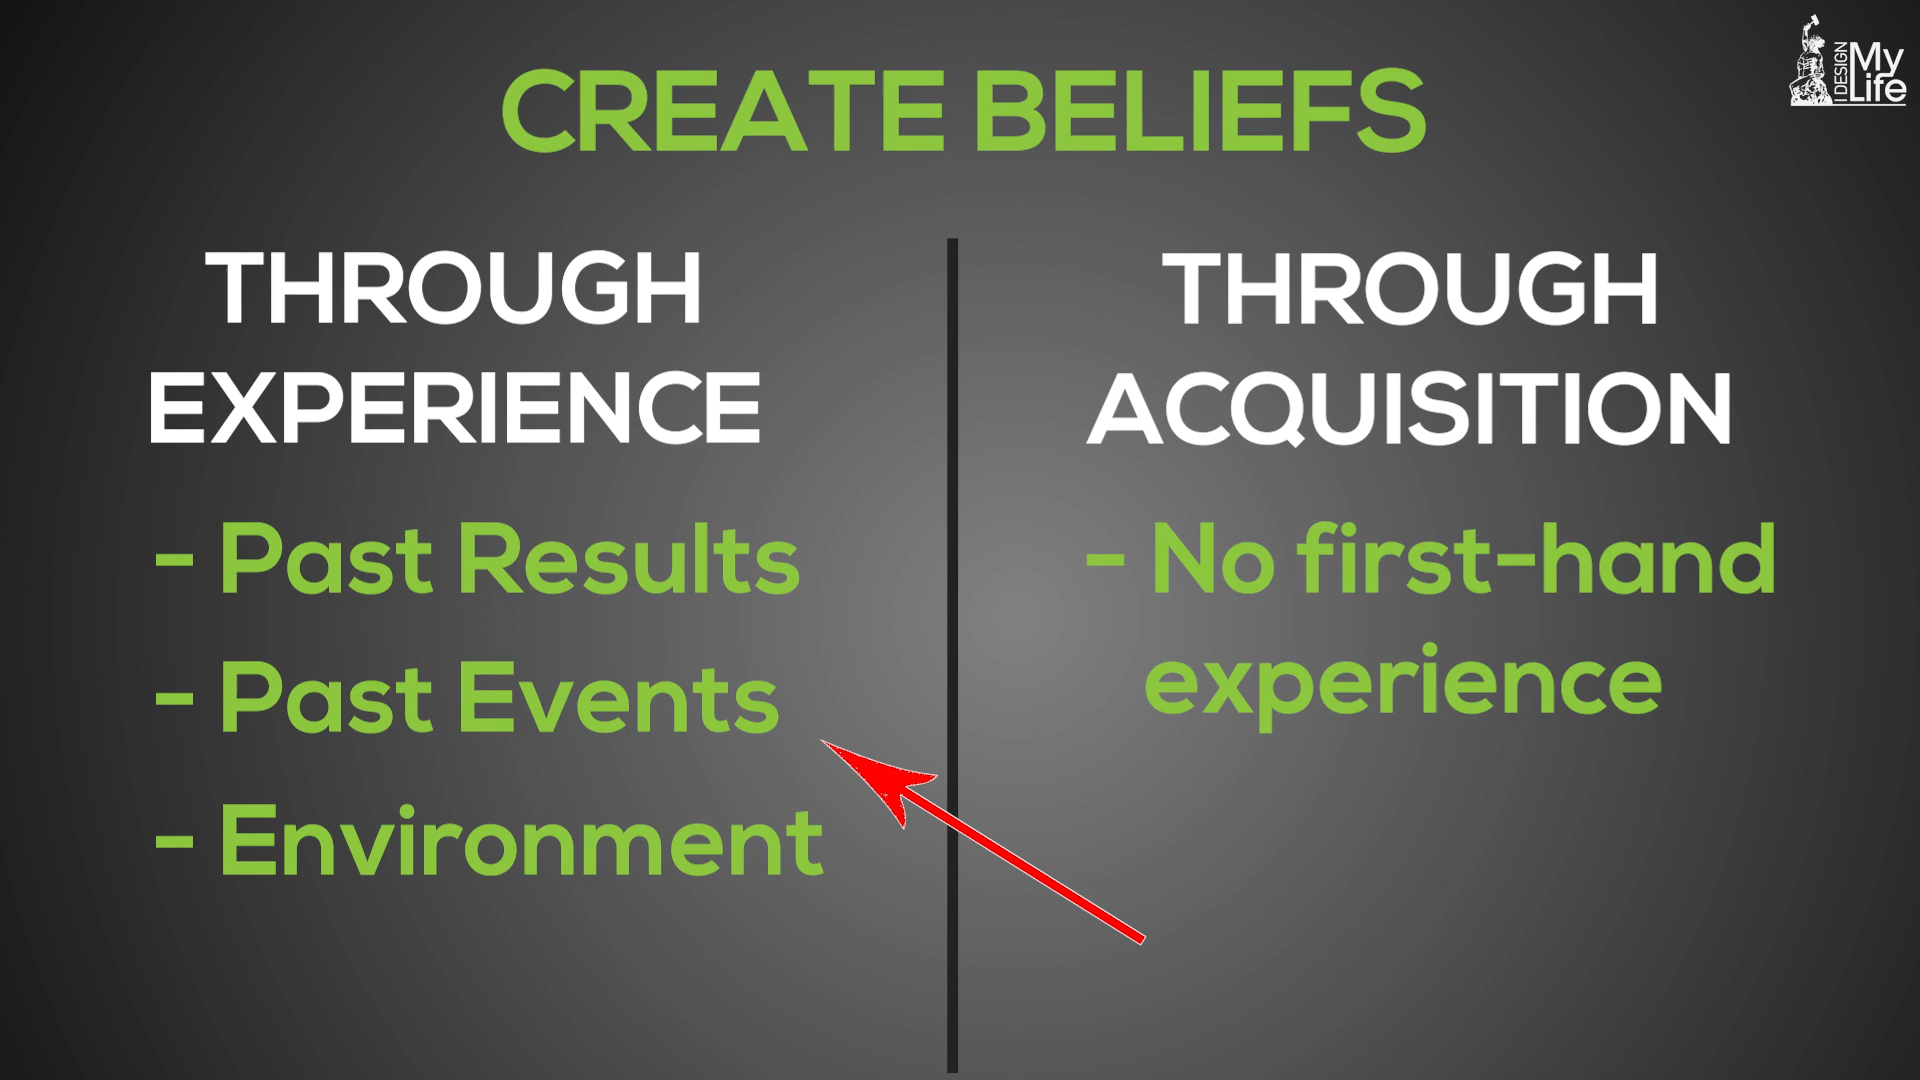 CREATE BELIEFS
I DESIGN
My
Life
THROUGH
EXPERIENCE
- Past Results
- Past Events
- Environment
THROUGH
ACQUISITION
- No first-hand
experience